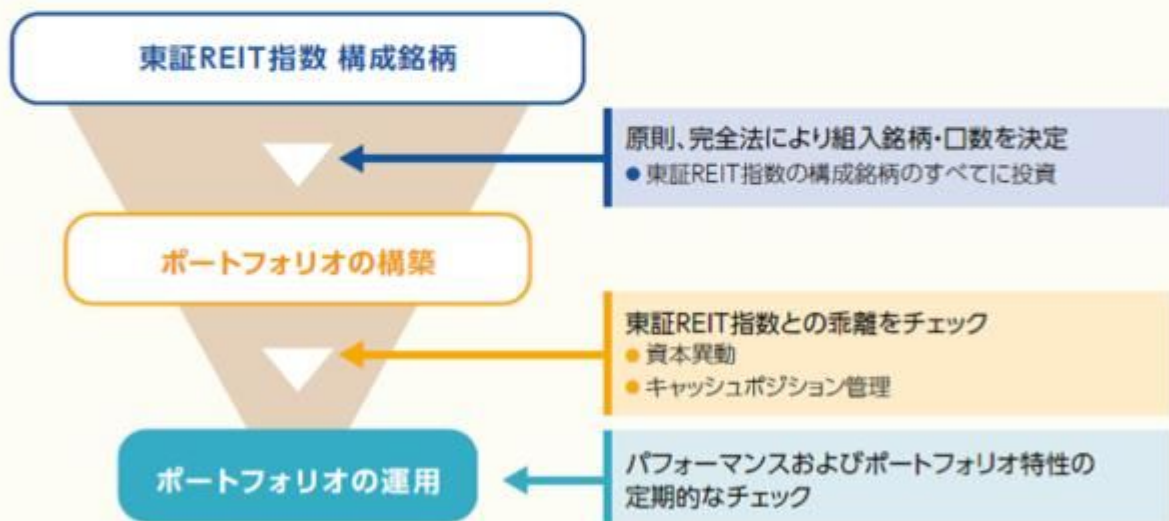 東証REIT指数 構成銘柄
原則、完全法により組入銘柄・口数を決定
● 東証REIT指数の構成銘柄のすべてに投資
ポートフォリオの構築
東証REIT指数との乖離をチェック
● 資本異動
● キャッシュポジション管理
ポートフォリオの運用
パフォーマンスおよびポートフォリオ特性の
定期的なチェック